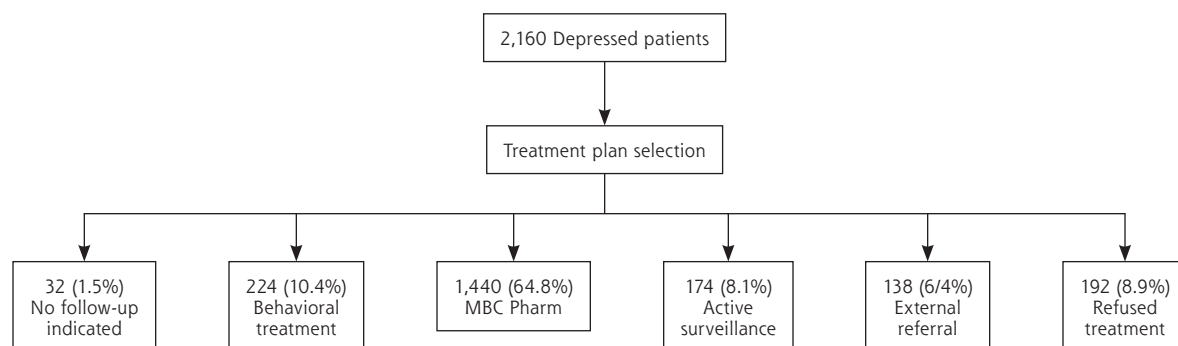 2,160 Depressed patients
Treatment plan selection
32 (1.5%)
No follow-up
indicated
224 (10.4%)
Behavioral
treatment
1,440 (64.8%)
MBC Pharm
174 (8.1%)
Active
surveillance
138 (6/4%)
External
referral
192 (8.9%)
Refused
treatment